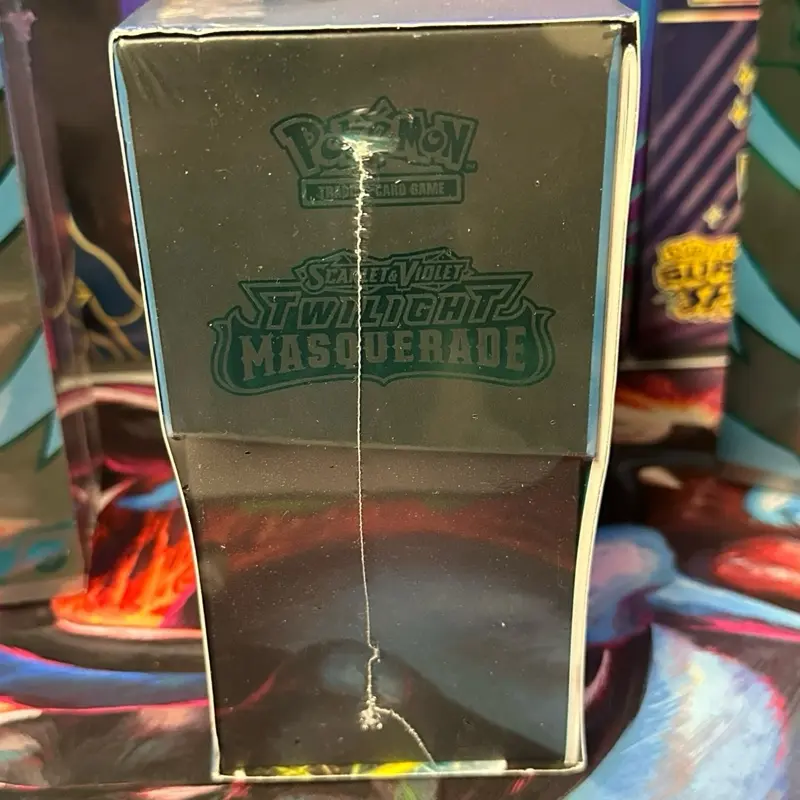 POKéMON
TRADING CARD GAME
SCARLET & VIOLET
TWILIGHT
MASQUERADE